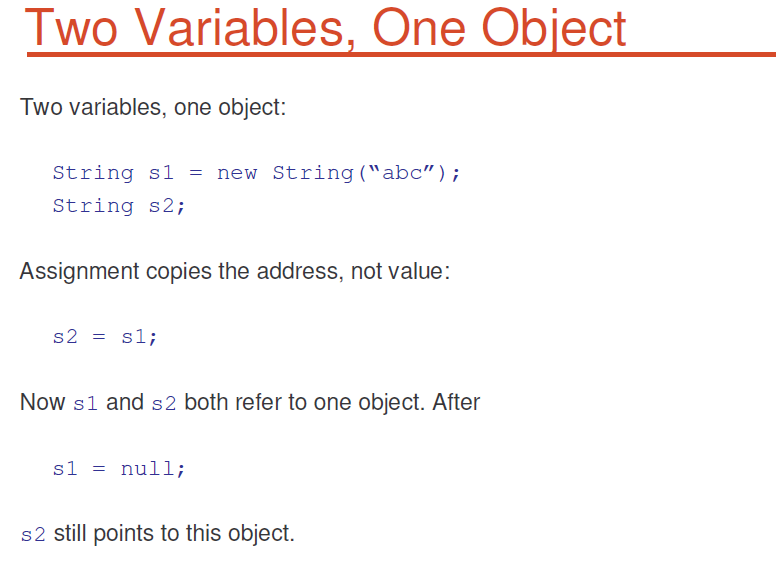 Two Variables, One Object
Two variables, one object:
String s1 = new String(“abc”);
String s2;
Assignment copies the address, not value:
s2 = s1;
Now s1 and s2 both refer to one object. After
s1 = null;
s2 still points to this object.